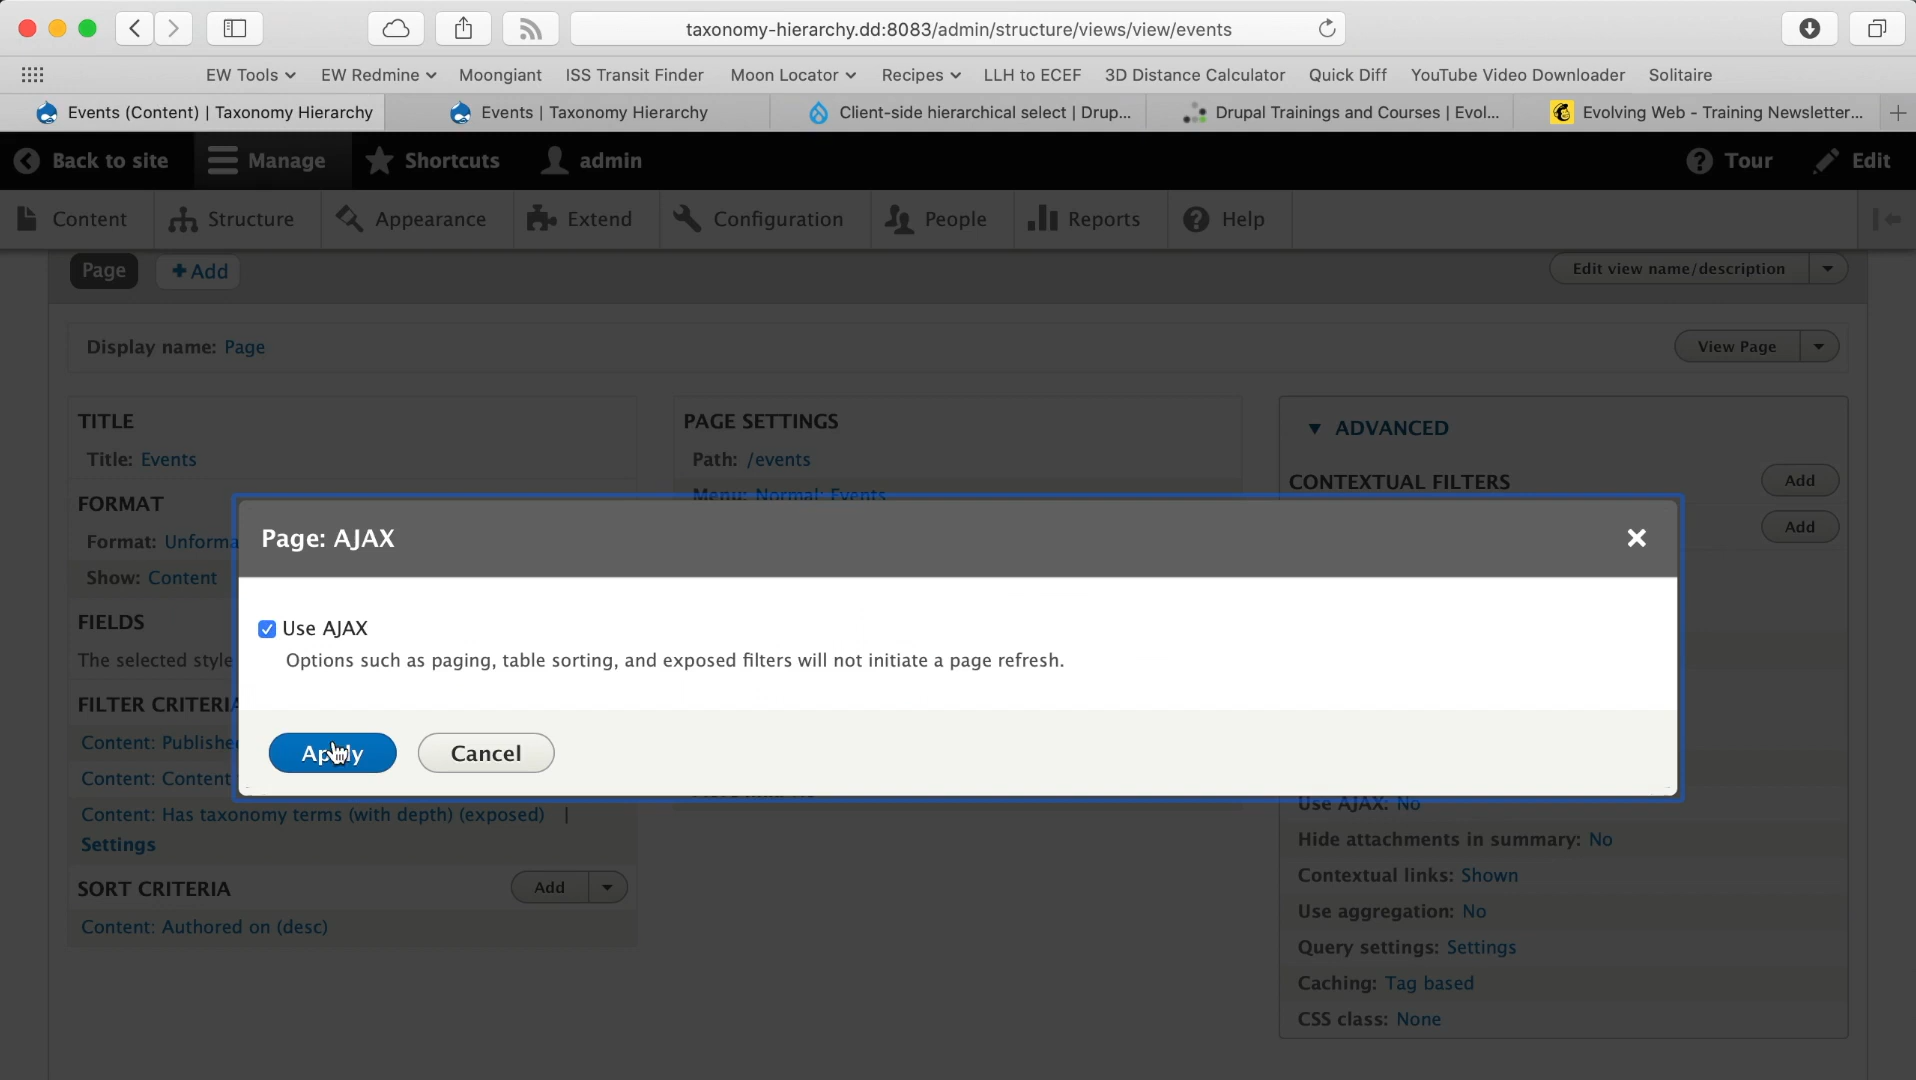 taxonomy-hierarchy.dd:8083/admin/structure/views/view/events
EW Tools EW Redmine Moongiant ISS Transit Finder Moon Locator Recipes LLH to ECEF 3D Distance Calculator Quick Diff YouTube Video Downloader Solitaire
Events (Content) | Taxonomy Hierarchy Events | Taxonomy Hierarchy Client-side hierarchical select | Drup... Drupal Trainings and Courses | Evol... Evolving Web - Training Newsletter...
Back to site Manage Shortcuts admin Tour Edit
Content Structure Appearance Extend Configuration People Reports Help
Page + Add Edit view name/description
Display name: Page View Page
TITLE PAGE SETTINGS ADVANCED
Title: Events Path: /events
CONTEXTUAL FILTERS Add
FORMAT Menu: Normal: Events
Add
Page: AJAX
Format: Unforma
Show: Content
FIELDS
Use AJAX
The selected style
Options such as paging, table sorting, and exposed filters will not initiate a page refresh.
FILTER CRITERIA
Content: Publishe
Apply Cancel
Content: Content
Use AJAX: No
Content: Has taxonomy terms (with depth) (exposed) |
Settings
Hide attachments in summary: No
Contextual links: Shown
SORT CRITERIA Add
Use aggregation: No
Content: Authored on (desc)
Query settings: Settings
Caching: Tag based
CSS class: None